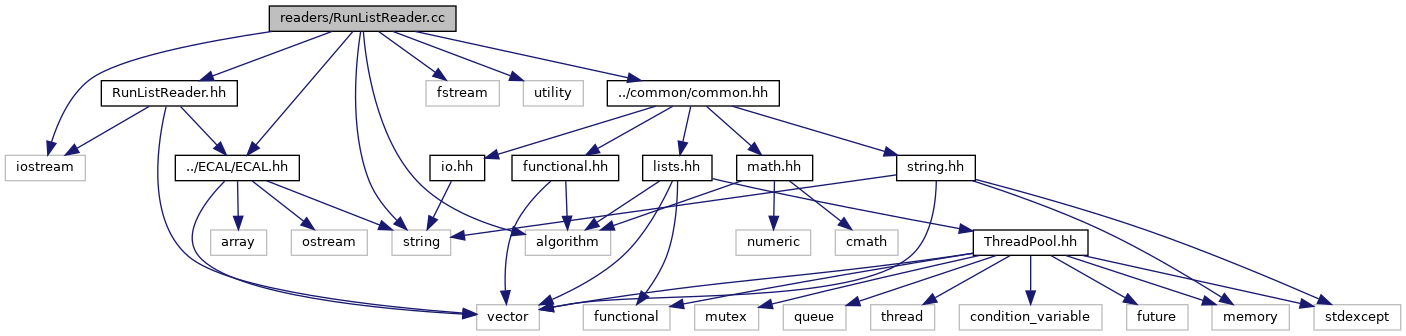 readers/RunListReader.cc
RunListReader.hh
fstream
utility
../common/common.hh
iostream
../ECAL/ECAL.hh
io.hh
functional.hh
lists.hh
math.hh
string.hh
array
ostream
string
algorithm
numeric
cmath
ThreadPool.hh
vector
functional
mutex
queue
thread
condition_variable
future
memory
stdexcept